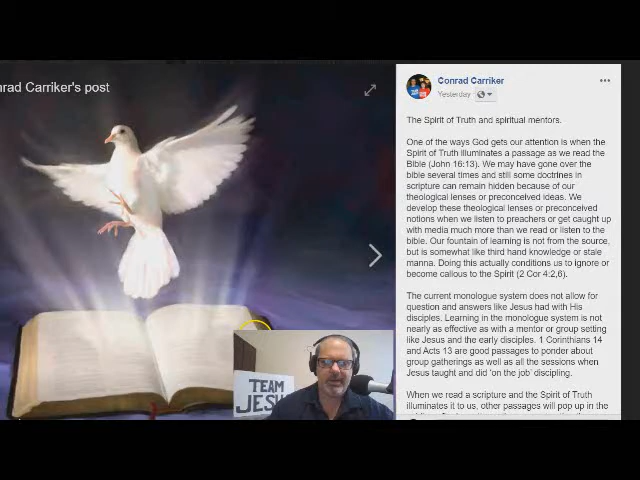 nrad Carriker's post
Conrad Carriker
Yesterday
The Spirit of Truth and spiritual mentors.
One of the ways God gets our attention is when the
Spirit of Truth illuminates a passage as we read the
Bible (John 16:13). We may have gone over the
bible several times and still some doctrines in
scripture can remain hidden because of our
theological lenses or preconceived ideas. We
develop these theological lenses or preconceived
notions when we listen to preachers or get caught up
with media much more than we read or listen to the
bible. Our fountain of learning is not from the source,
but is somewhat like third hand knowledge or stale
manna. Doing this actually conditions us to ignore or
become callous to the Spirit (2 Cor 4:2,6).
The current monologue system does not allow for
question and answers like Jesus had with His
disciples. Learning in the monologue system is not
nearly as effective as with a mentor or group setting
like Jesus and the early disciples. 1 Corinthians 14
and Acts 13 are good passages to ponder about
group gatherings as well as all the sessions when
Jesus taught and did 'on the job' discipling.
When we read a scripture and the Spirit of Truth
illuminates it to us, other passages will pop up in the
TEAM
JESU